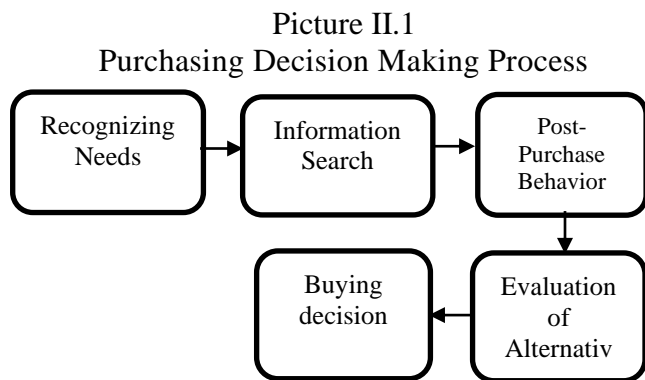 Picture II.1
Purchasing Decision Making Process
Recognizing
Needs
Information
Search
Post-
Purchase
Behavior
Evaluation
of
Alternativ
Buying
decision